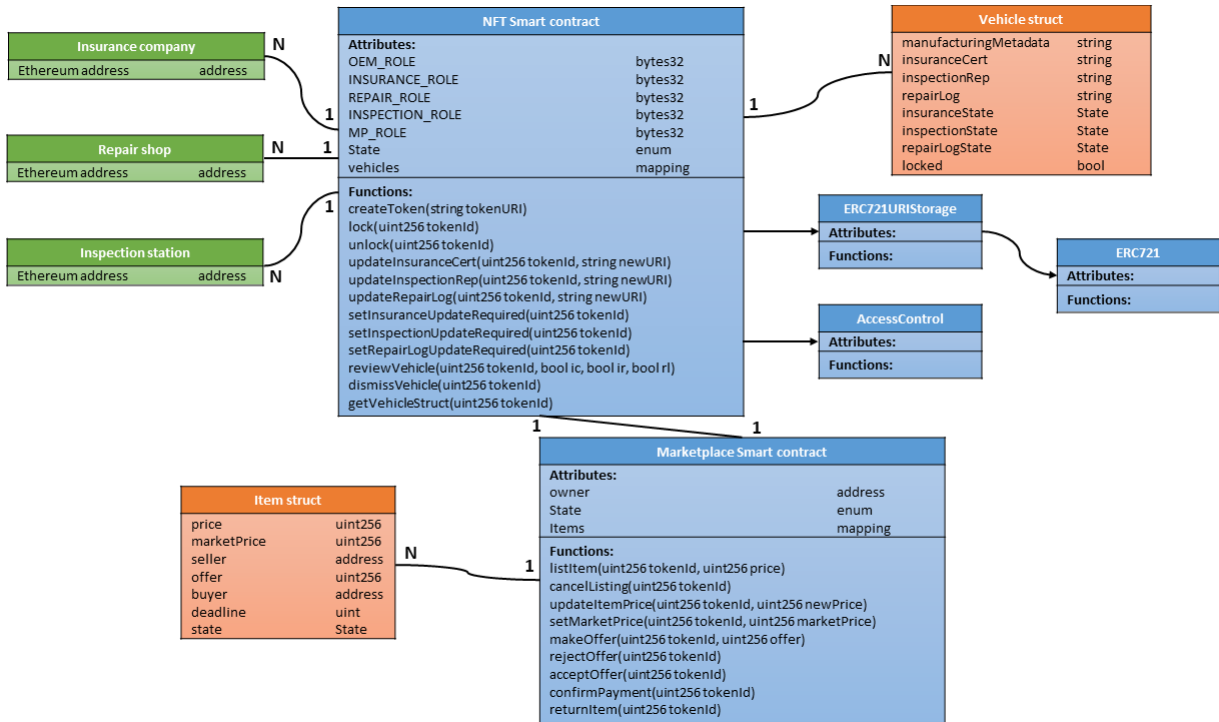 NFT Smart contract
Attributes:
OEM_ROLE bytes32
INSURANCE_ROLE bytes32
REPAIR_ROLE bytes32
INSPECTION_ROLE bytes32
MP_ROLE bytes32
State enum
vehicles mapping
Functions:
createToken(string tokenURI)
lock(uint256 tokenId)
unlock(uint256 tokenId)
updateInsuranceCert(uint256 tokenId, string newURI)
updateInspectionRep(uint256 tokenId, string newURI)
updateRepairLog(uint256 tokenId, string newURI)
setInsuranceUpdateRequired(uint256 tokenId)
setInspectionUpdateRequired(uint256 tokenId)
setRepairLogUpdateRequired(uint256 tokenId)
reviewVehicle(uint256 tokenId, bool ic, bool ir, bool rl)
dismissVehicle(uint256 tokenId)
getVehicleStruct(uint256 tokenId)
Insurance company
Ethereum address address
N
1
Repair shop
Ethereum address address
N
1
Inspection station
Ethereum address address
N
1
Vehicle struct
manufacturingMetadata string
insuranceCert string
inspectionRep string
repairLog string
insuranceState State
inspectionState State
repairLogState State
locked bool
N
1
ERC721URIStorage
Attributes:
Functions:
ERC721
Attributes:
Functions:
AccessControl
Attributes:
Functions:
1
1
Marketplace Smart contract
Attributes:
owner address
State enum
Items mapping
Functions:
listItem(uint256 tokenId, uint256 price)
cancelListing(uint256 tokenId)
updateItemPrice(uint256 tokenId, uint256 newPrice)
setMarketPrice(uint256 tokenId, uint256 marketPrice)
makeOffer(uint256 tokenId, uint256 offer)
rejectOffer(uint256 tokenId)
acceptOffer(uint256 tokenId)
confirmPayment(uint256 tokenId)
returnItem(uint256 tokenId)
Item struct
price uint256
marketPrice uint256
seller address
offer uint256
buyer address
deadline uint
state State
N
1